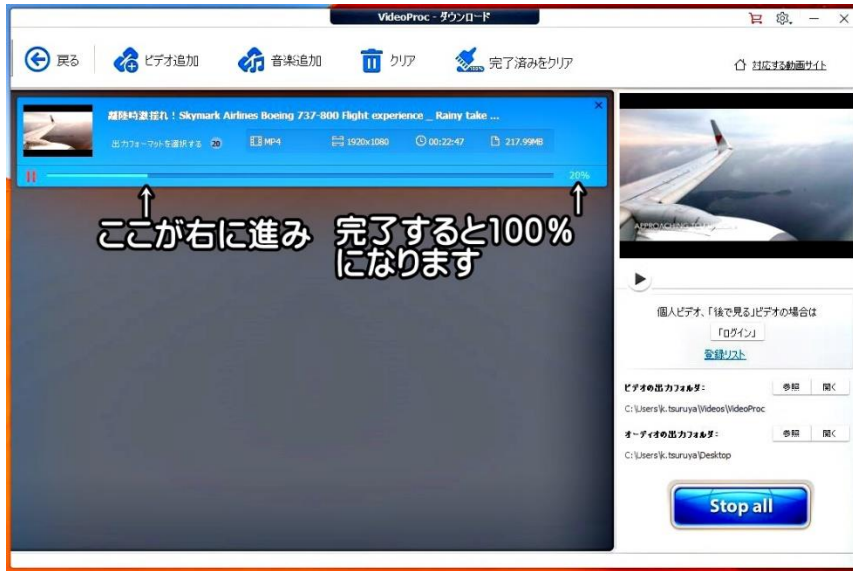 VideoProc - ダウンロード
戻る
ビデオ追加
音楽追加
クリア
完了済みをクリア
対応する動画サイト
離陸時激揺れ！Skymark Airlines Boeing 737-800 Flight experience _ Rainy take ...
出力フォーマットを選択する 20
MP4
1920x1080
00:22:47
217.99MB
20%
ここが右に進み
完了すると100%
になります
APPROACHING TO
個人ビデオ、「後で見る」ビデオの場合は
「ログイン」
登録リスト
ビデオの出力フォルダ:
参照
開く
C:\Users\k.tsuruya\Videos\VideoProc
オーディオの出力フォルダ:
参照
開く
C:\Users\k.tsuruya\Desktop
Stop all